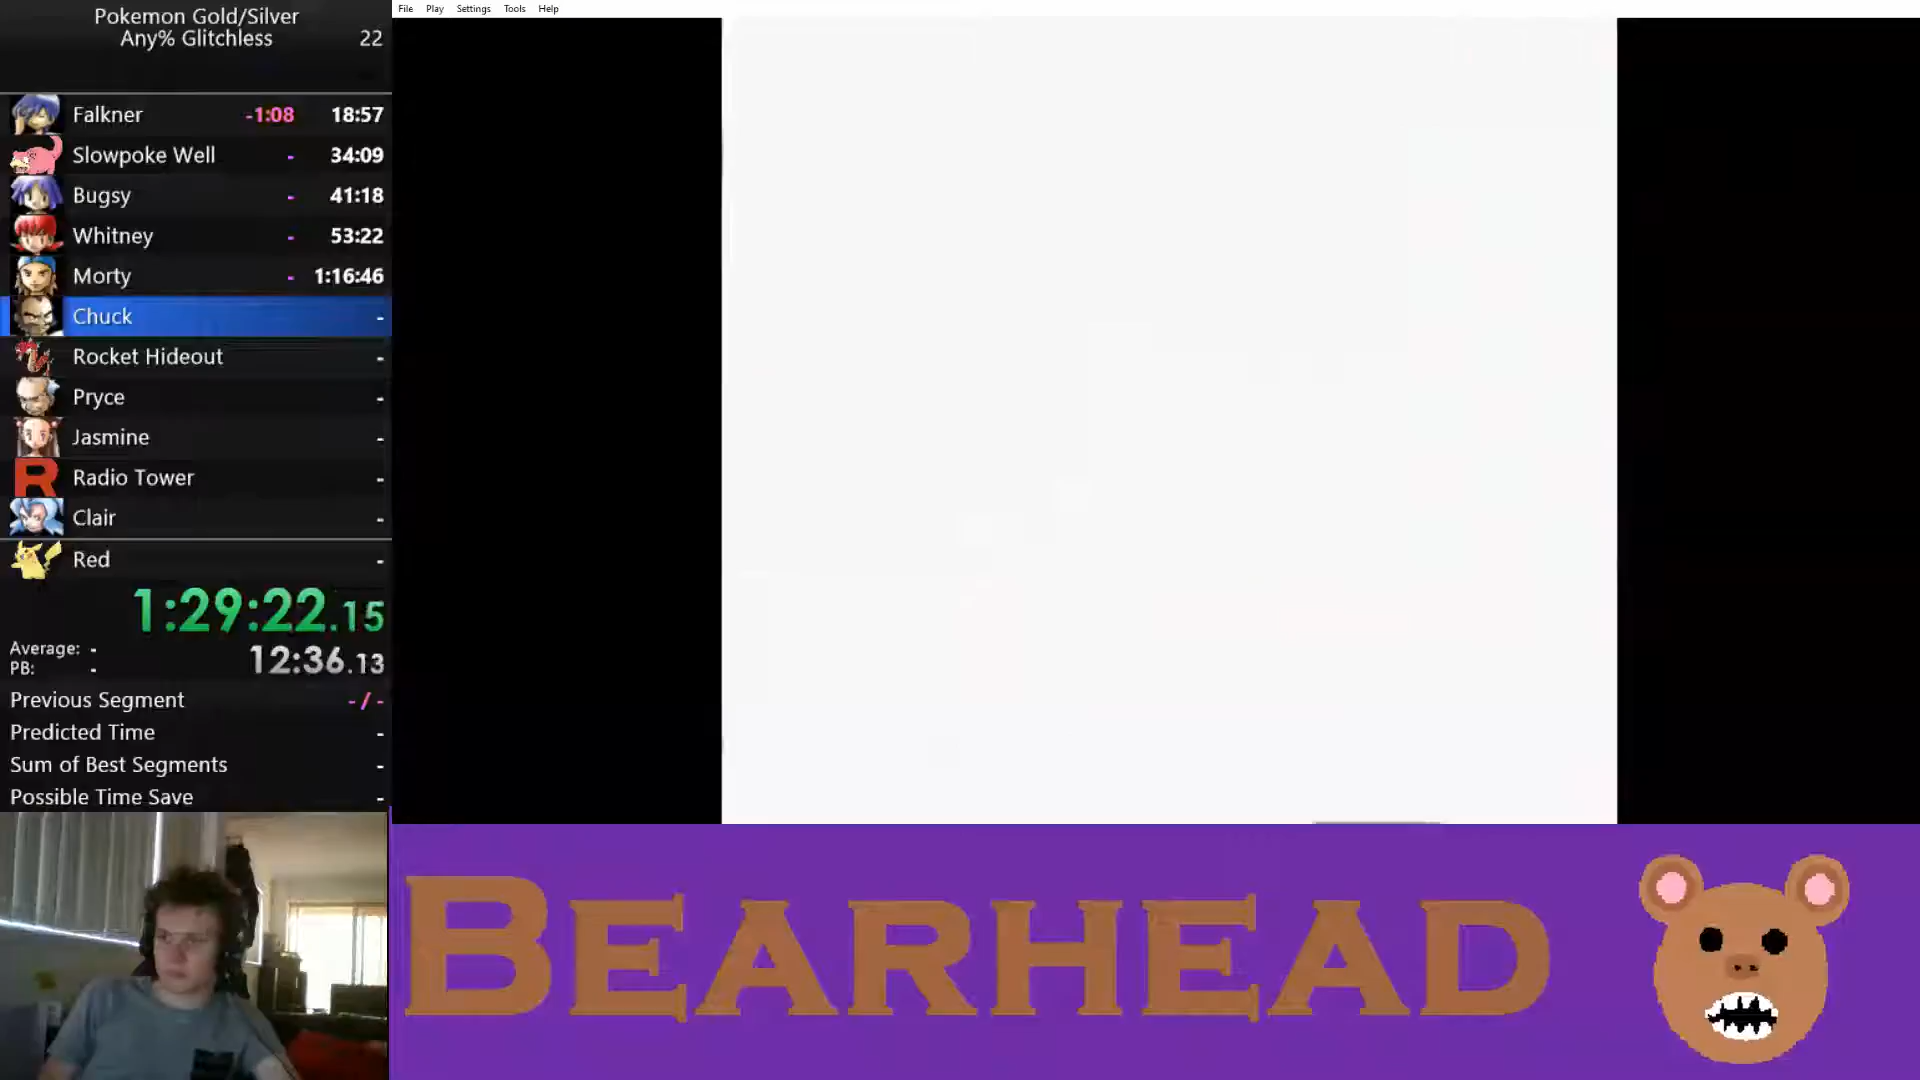 File Play Settings Tools Help
Pokemon Gold/Silver
Any% Glitchless 22
Falkner -1:08 18:57
Slowpoke Well - 34:09
Bugsy - 41:18
Whitney - 53:22
Morty - 1:16:46
Chuck -
Rocket Hideout -
Pryce -
Jasmine -
R Radio Tower -
Clair -
Red -
1:29:22.15
Average: - 12:36.13
PB: -
Previous Segment - / -
Predicted Time -
Sum of Best Segments -
Possible Time Save -
BEARHEAD